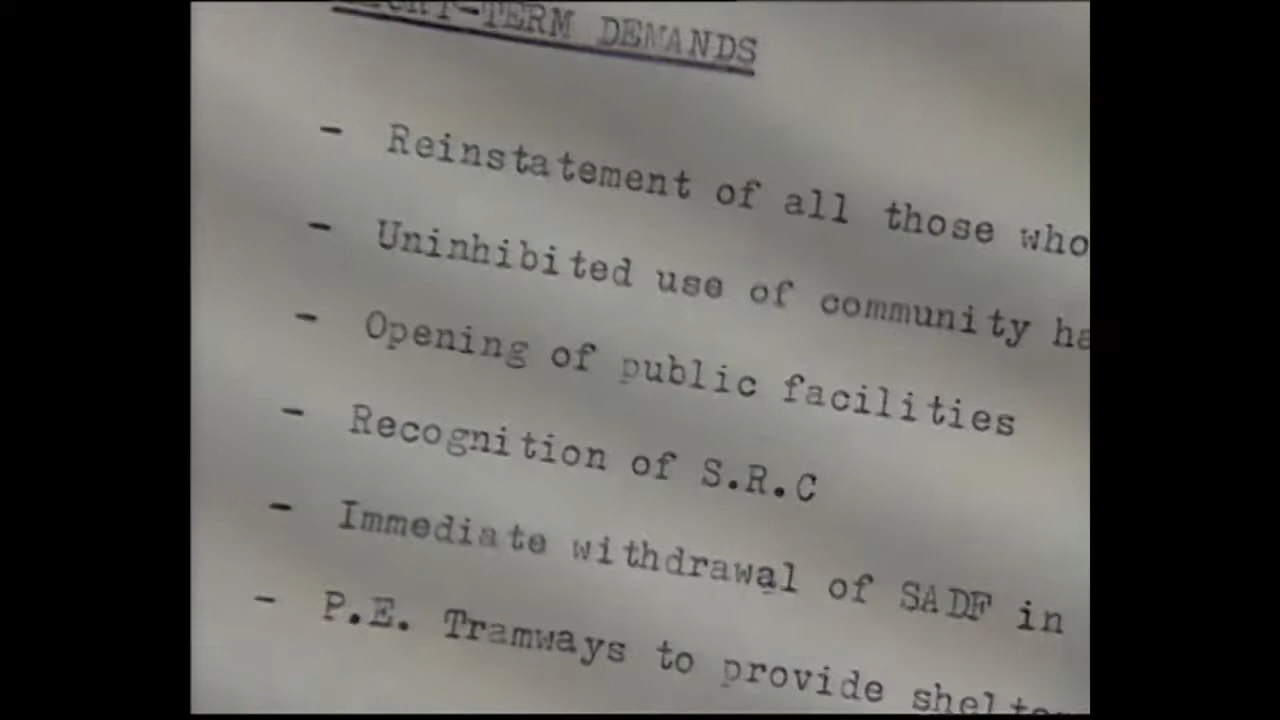 TERM DEMANDS
- Reinstatement of all those who
- Uninhibited use of community
- Opening of public facilities
- Recognition of S.R.C
- Immediate withdrawal of SADF in
- P.E. Tramways to provide